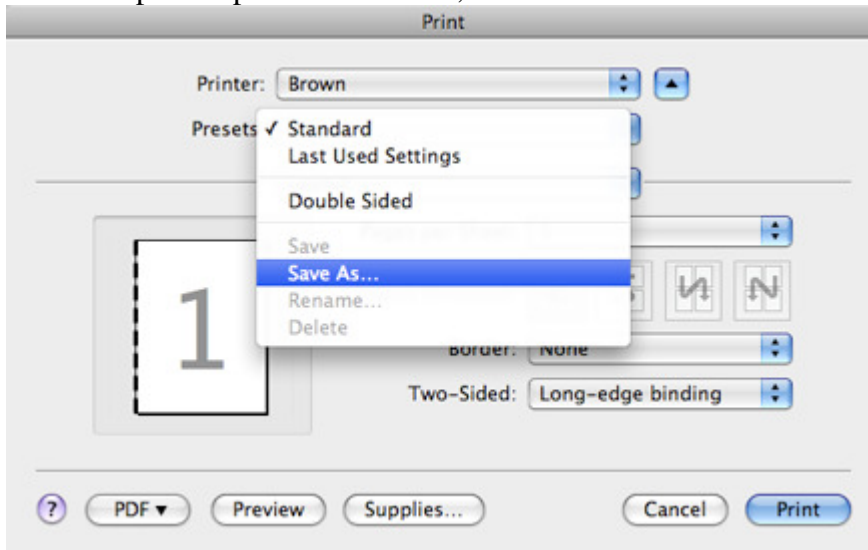 Print
Printer: Brown
Presets ✓ Standard
Last Used Settings
Double Sided
Save
Save As...
Rename...
Delete
1
Border: None
Two-Sided: Long-edge binding
? PDF ▾ Preview Supplies... Cancel Print